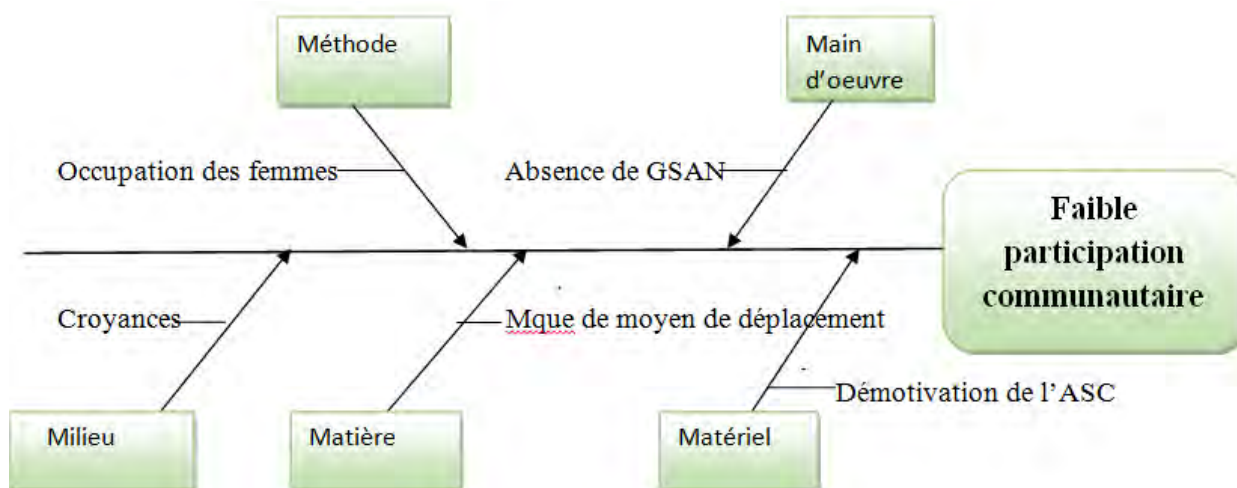 Méthode
Main
d'oeuvre
Occupation des femmes
Absence de GSAN
Faible
participation
communautaire
Croyances
Mque de moyen de déplacement
Démotivation de l'ASC
Milieu
Matière
Matériel